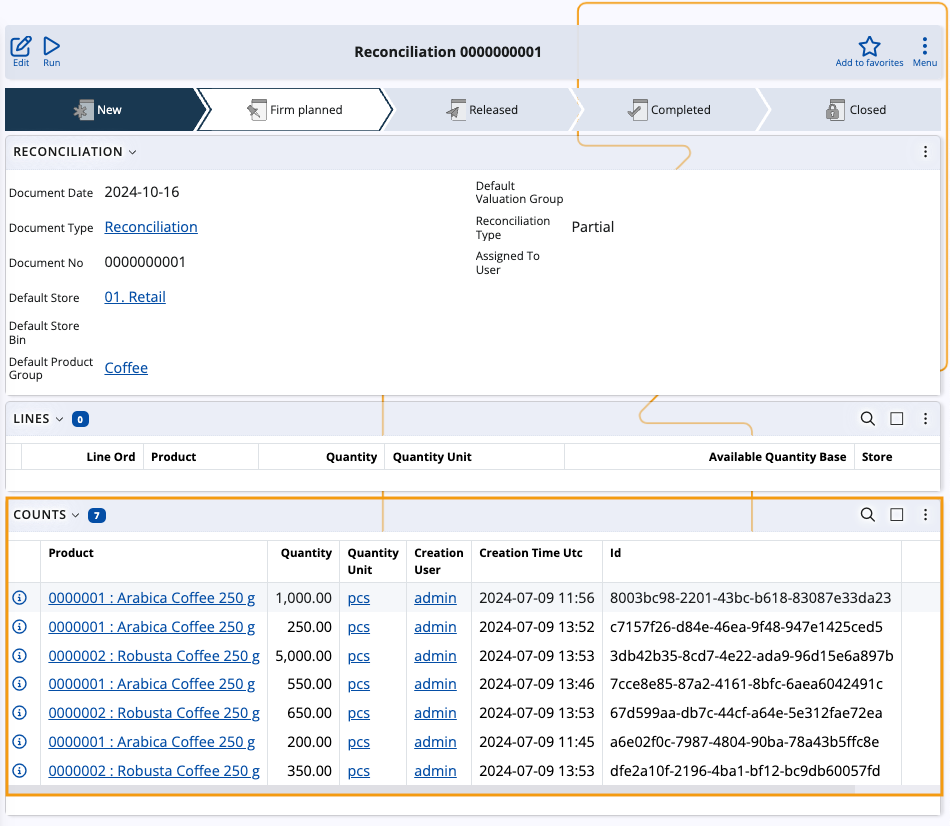 Reconciliation 0000000001
Edit
Run
Add to favorites
Menu
New
Firm planned
Released
Completed
Closed
RECONCILIATION
Document Date 2024-10-16
Document Type Reconciliation
Document No 0000000001
Default Store 01. Retail
Default Store
Bin
Default Product
Group Coffee
Default
Valuation Group
Reconciliation
Type Partial
Assigned To
User
LINES 0
Line Ord Product Quantity Quantity Unit Available Quantity Base Store
COUNTS 7
Product Quantity Quantity Unit Creation User Creation Time Utc Id
0000001 : Arabica Coffee 250 g 1,000.00 pcs admin 2024-07-09 11:56 8003bc98-2201-43bc-b618-83087e33da23
0000001 : Arabica Coffee 250 g 250.00 pcs admin 2024-07-09 13:52 c7157f26-d84e-46ea-9f48-947e1425ced5
0000002 : Robusta Coffee 250 g 5,000.00 pcs admin 2024-07-09 13:53 3db42b35-8cd7-4e22-ada9-96d15e6a897b
0000001 : Arabica Coffee 250 g 550.00 pcs admin 2024-07-09 13:46 7cce8e85-87a2-4161-8bfc-6aea6042491c
0000002 : Robusta Coffee 250 g 650.00 pcs admin 2024-07-09 13:53 67d599aa-db7c-44cf-a64e-5e312fae72ea
0000001 : Arabica Coffee 250 g 200.00 pcs admin 2024-07-09 11:45 a6e02f0c-7987-4804-90ba-78a43b5ffc8e
0000002 : Robusta Coffee 250 g 350.00 pcs admin 2024-07-09 13:53 dfe2a10f-2196-4ba1-bf12-bc9db60057fd